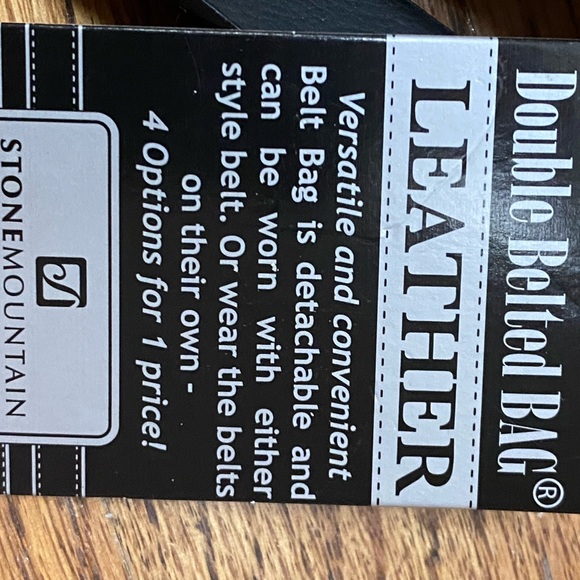 Double Belted BAG®
LEATHER
Versatile and convenient
Belt Bag is detachable and
can be worn with either
style belt. Or wear the belts
on their own -
4 Options for 1 price!
STONEMOUNTAIN